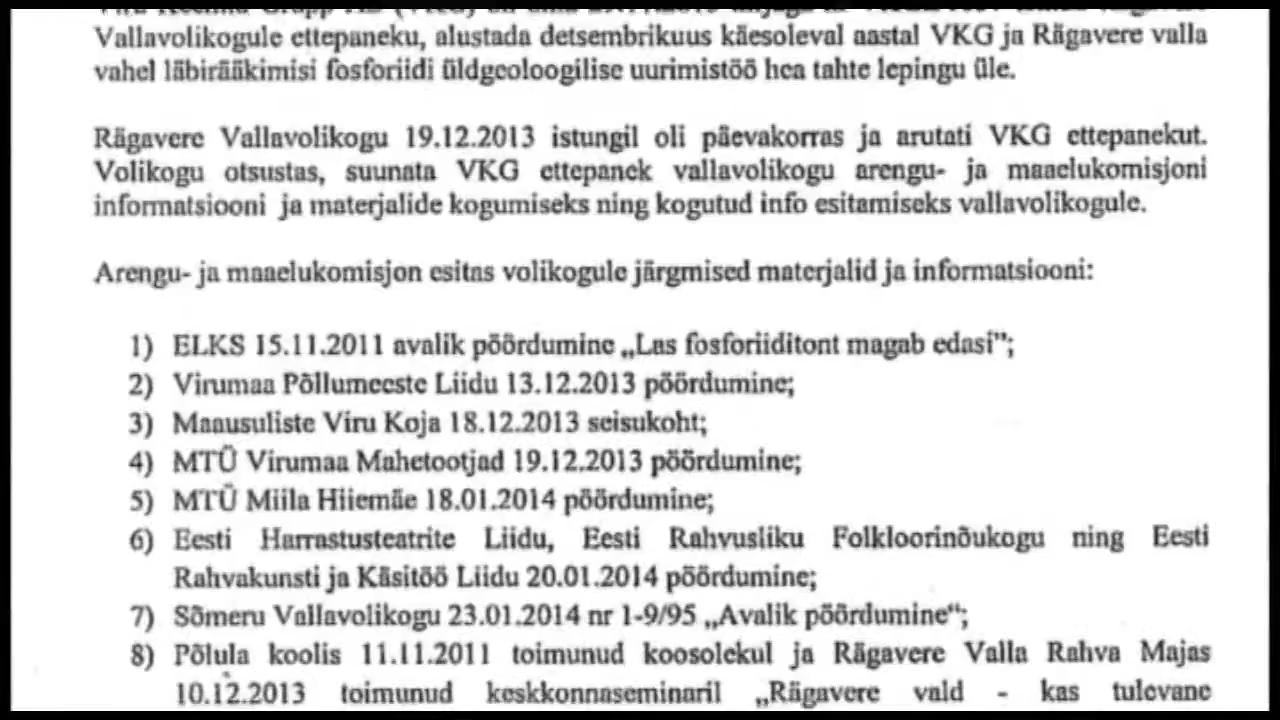 Vallavolikogule ettepaneku, alustada detsembrikuus käesoleval aastal VKG ja Rägavere valla
vahel läbirääkimisi fosforiidi üldgeoloogilise uurimistöö hea tahte lepingu üle.
Rägavere Vallavolikogu 19.12.2013 istungil oli päevakorras ja arutati VKG ettepanekut.
Volikogu otsustas, suunata VKG ettepanek vallavolikogu arengu- ja maaelukomisjoni
informatsiooni ja materjalide kogumiseks ning kogutud info esitamiseks vallavolikogule.
Arengu- ja maaelukomisjon esitas volikogule järgmised materjalid ja informatsiooni:
1) ELKS 15.11.2011 avalik pöördumine „Las fosforiiditont magab edasi”;
2) Virumaa Põllumeeste Liidu 13.12.2013 pöördumine;
3) Maausuliste Viru Koja 18.12.2013 seisukoht;
4) MTÜ Virumaa Mahetootjad 19.12.2013 pöördumine;
5) MTÜ Miila Hiiemäe 18.01.2014 pöördumine;
6) Eesti Harrastusteatrite Liidu, Eesti Rahvusliku Folkloorinõukogu ning Eesti
Rahvakunsti ja Käsitöö Liidu 20.01.2014 pöördumine;
7) Sõmeru Vallavolikogu 23.01.2014 nr 1-9/95 „Avalik pöördumine“;
8) Põlula koolis 11.11.2011 toimunud koosolekul ja Rägavere Valla Rahva Majas
10.12.2013 toimunud keskkonnaseminaril „Rägavere vald - kas tulevane